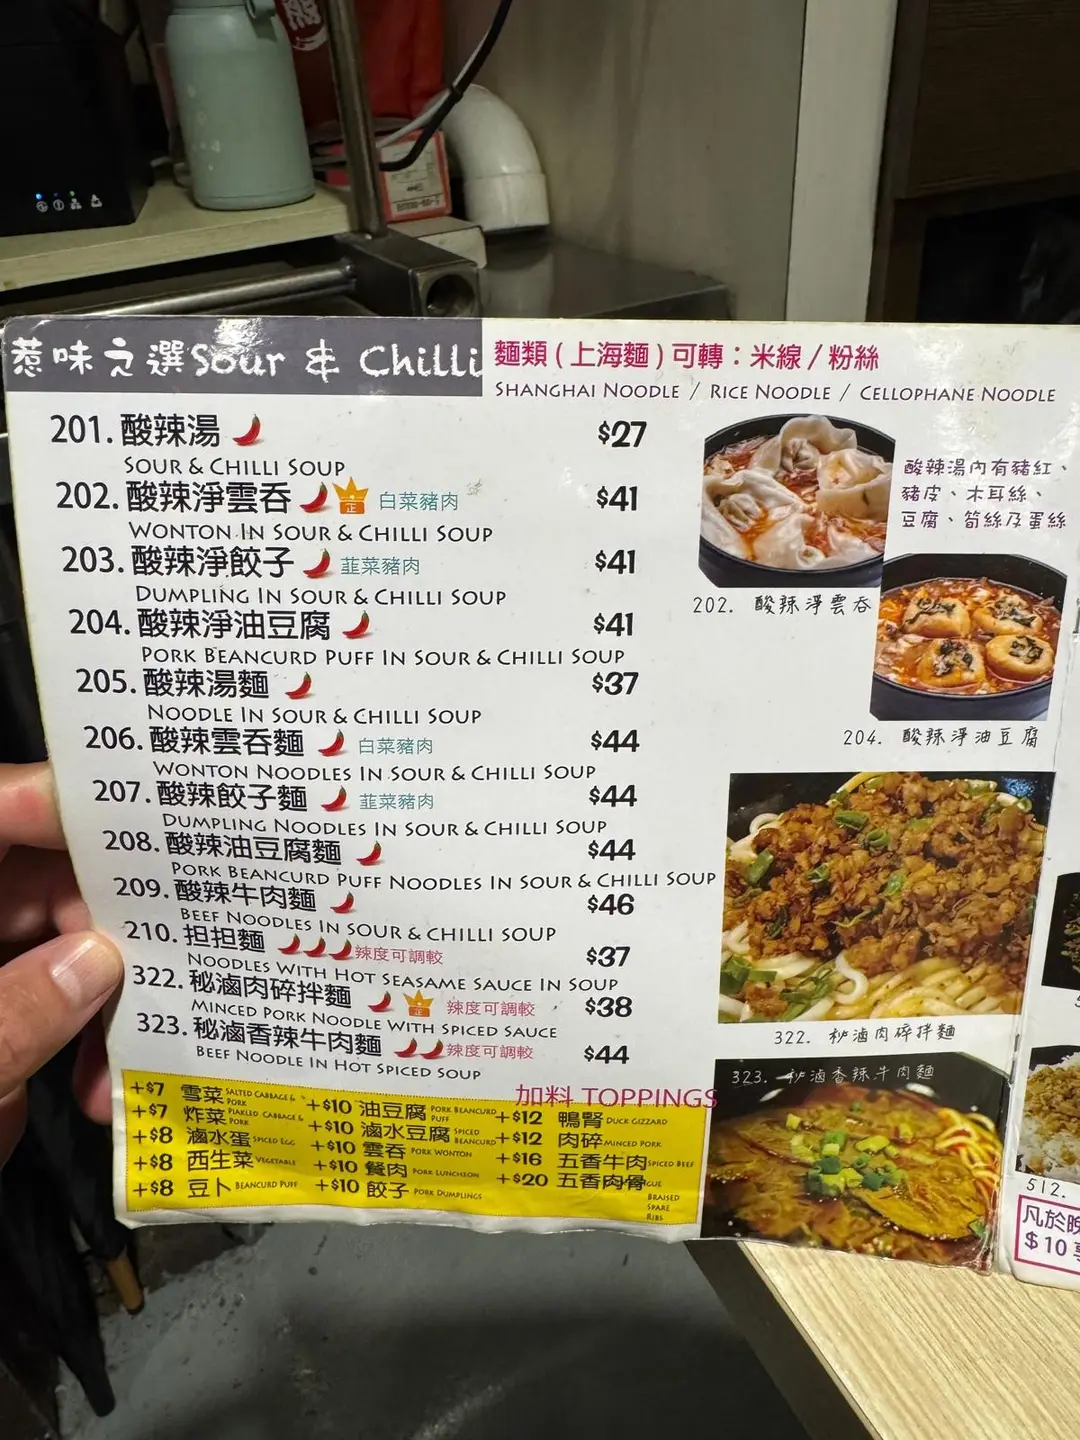 惹味之選Sour & Chilli
麵類(上海麵)可轉：米線/粉絲
SHANGHAI NOODLE / RICE NOODLE / CELLOPHANE NOODLE
201. 酸辣湯 $27
SOUR & CHILLI SOUP
202. 酸辣淨雲吞 正 白菜豬肉 $41
WONTON IN SOUR & CHILLI SOUP
203. 酸辣淨餃子 韮菜豬肉 $41
DUMPLING IN SOUR & CHILLI SOUP
204. 酸辣淨油豆腐 $41
PORK BEANCURD PUFF IN SOUR & CHILLI SOUP
205. 酸辣湯麵 $37
NOODLE IN SOUR & CHILLI SOUP
206. 酸辣雲吞麵 白菜豬肉 $44
WONTON NOODLES IN SOUR & CHILLI SOUP
207. 酸辣餃子麵 韮菜豬肉 $44
DUMPLING NOODLES IN SOUR & CHILLI SOUP
208. 酸辣油豆腐麵 $44
PORK BEANCURD PUFF NOODLES IN SOUR & CHILLI SOUP
209. 酸辣牛肉麵 $46
BEEF NOODLES IN SOUR & CHILLI SOUP
210. 担担麵 辣度可調較 $37
NOODLES WITH HOT SEASAME SAUCE IN SOUP
322. 秘滷肉碎拌麵 正 辣度可調較 $38
MINCED PORK NOODLE WITH SPICED SAUCE
323. 秘滷香辣牛肉麵 辣度可調較 $44
BEEF NOODLE IN HOT SPICED SOUP
加料 TOPPINGS
+$7 雪菜 SALTED CABBAGE & PORK
+$7 炸菜 PIAKLED CABBAGE & PORK
+$8 滷水蛋 SPICED EGG
+$8 西生菜 VEGETABLE
+$8 豆卜 BEANCURD PUFF
+$10 油豆腐 PORK BEANCURD PUFF
+$10 滷水豆腐 SPICED BEANCURD
+$10 雲吞 PORK WONTON
+$10 餐肉 PORK LUNCHEON
+$10 餃子 PORK DUMPLINGS
+$12 鴨腎 DUCK GIZZARD
+$12 肉碎 MINCED PORK
+$16 五香牛肉 SPICED BEEF
+$20 五香肉骨 BRAISED SPARE RIBS
酸辣湯內有豬紅、
豬皮、木耳絲、
豆腐、筍絲及蛋絲
202. 酸辣淨雲吞
204. 酸辣淨油豆腐
322. 秘滷肉碎拌麵
323. 秘滷香辣牛肉麵
512.
凡於晚
$10